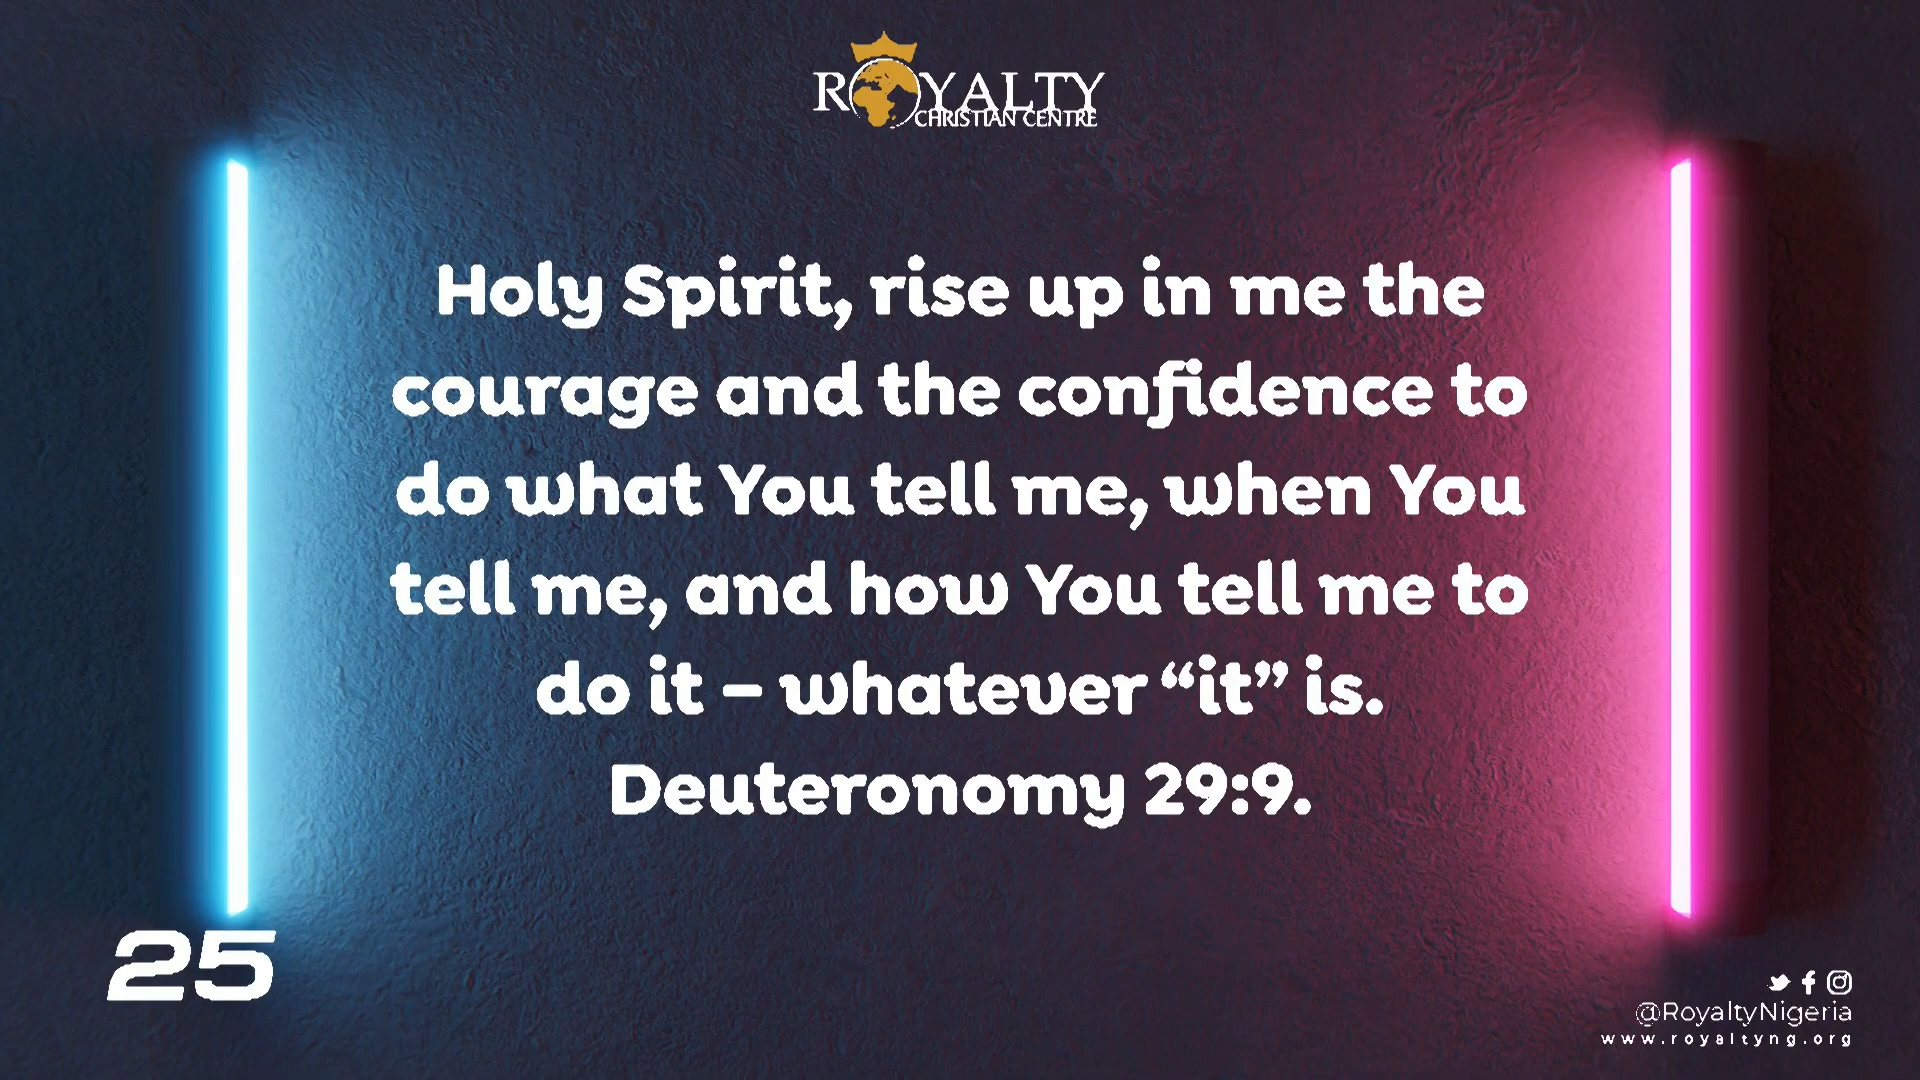 ROYALTY
CHRISTIAN CENTRE
Holy Spirit, rise up in me the
courage and the confidence to
do what You tell me, when You
tell me, and how You tell me to
do it – whatever “it” is.
Deuteronomy 29:9.
25
@RoyaltyNigeria
www.royaltyng.org